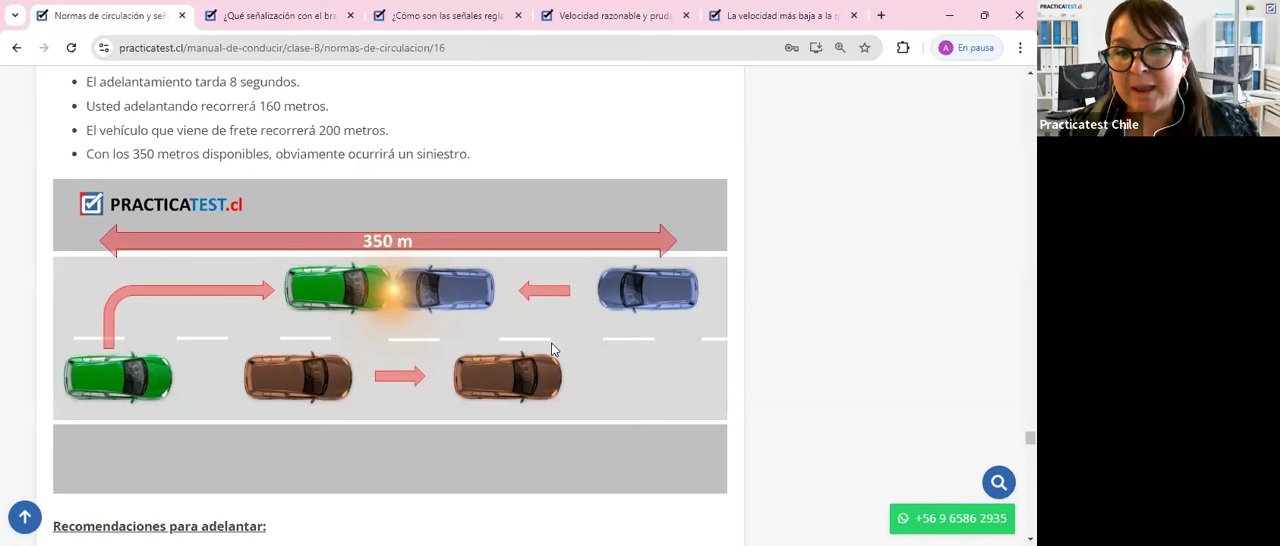 Normas de circulación y señ
¿Qué señalización con el bra
¿Cómo son las señales regla
Velocidad razonable y prude
La velocidad más baja a la q
practicatest.cl/manual-de-conducir/clase-B/normas-de-circulacion/16
A
En pausa
El adelantamiento tarda 8 segundos.
Usted adelantando recorrerá 160 metros.
El vehículo que viene de frete recorrerá 200 metros.
Con los 350 metros disponibles, obviamente ocurrirá un siniestro.
PRACTICATEST.cl
350 m
Recomendaciones para adelantar:
+56 9 6586 2935
PRACTICATEST.cl
Practicatest Chile